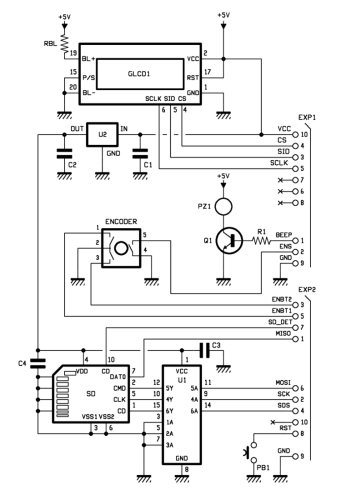 +5V
+5V
RBL
19
BL+
VCC
2
15
P/S
GLCD1
RST
17
20
BL-
GND
1
SCLK SID CS
6 5 4
EXP1
OUT
U2
IN
GND
C2
C1
VCC
10
CS
4
SID
3
SCLK
5
7
6
8
+5V
PZ1
Q1
R1
BEEP
1
ENS
2
GND
9
ENCODER
1
2
3
5
4
EXP2
ENBT2
3
ENBT1
5
SD_DET
7
MISO
1
C4
C3
4
10
VDD
CD
7
DAT0
SD
CMD
2
CLK
5
CD
1
VSS1 VSS2
3 6
1
VCC
U1
12
5Y
5A
11
10
4Y
4A
9
15
6Y
6A
14
3
1A
5
2A
7
3A
GND
8
MOSI
6
SCK
2
SDS
4
10
RST
8
GND
9
PB1